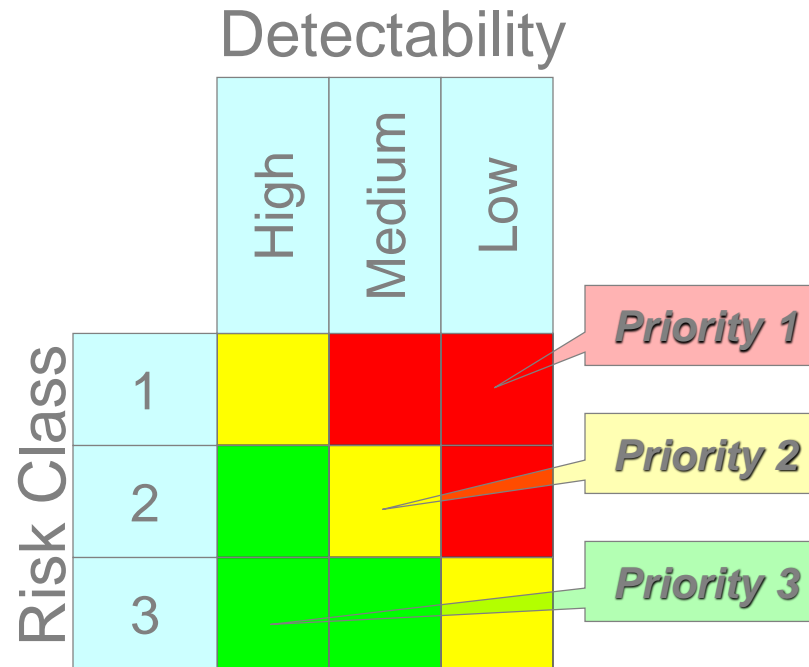 Detectability
High
Medium
Low
Risk Class
1
2
3
Priority 1
Priority 2
Priority 3